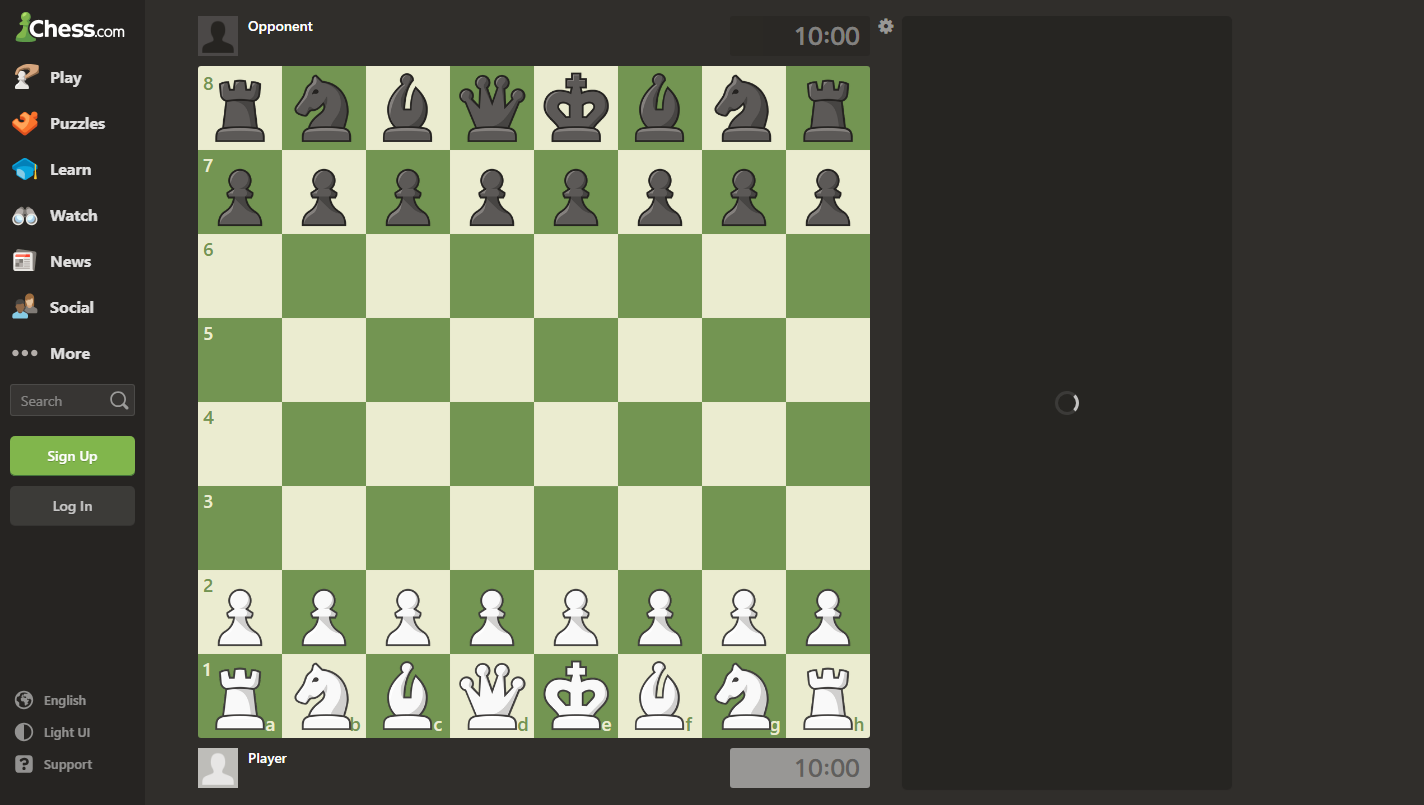 Chess.com
Play
Puzzles
Learn
Watch
News
Social
More
Search
Sign Up
Log In
English
Light UI
Support
Opponent
10:00
8
7
6
5
4
3
2
1
a b c d e f g h
Player
10:00